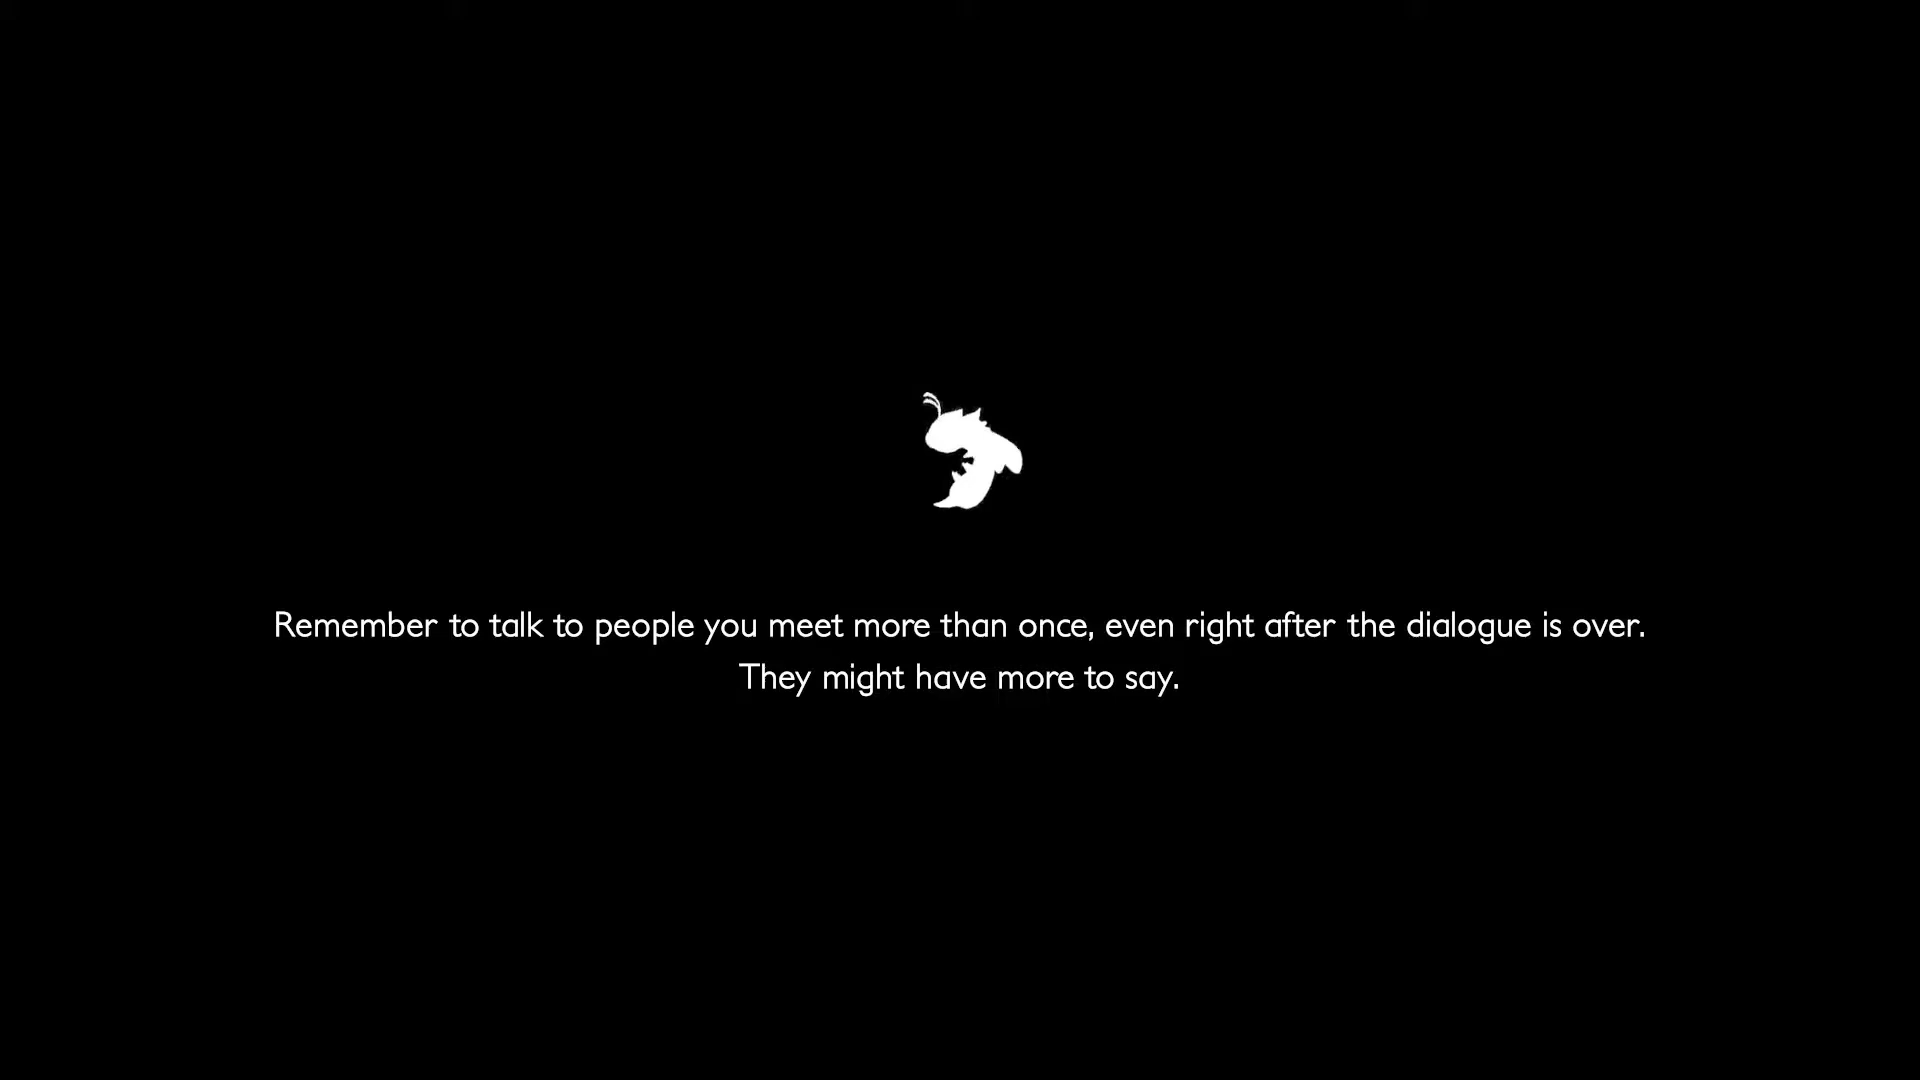 Remember to talk to people you meet more than once, even right after the dialogue is over.
They might have more to say.